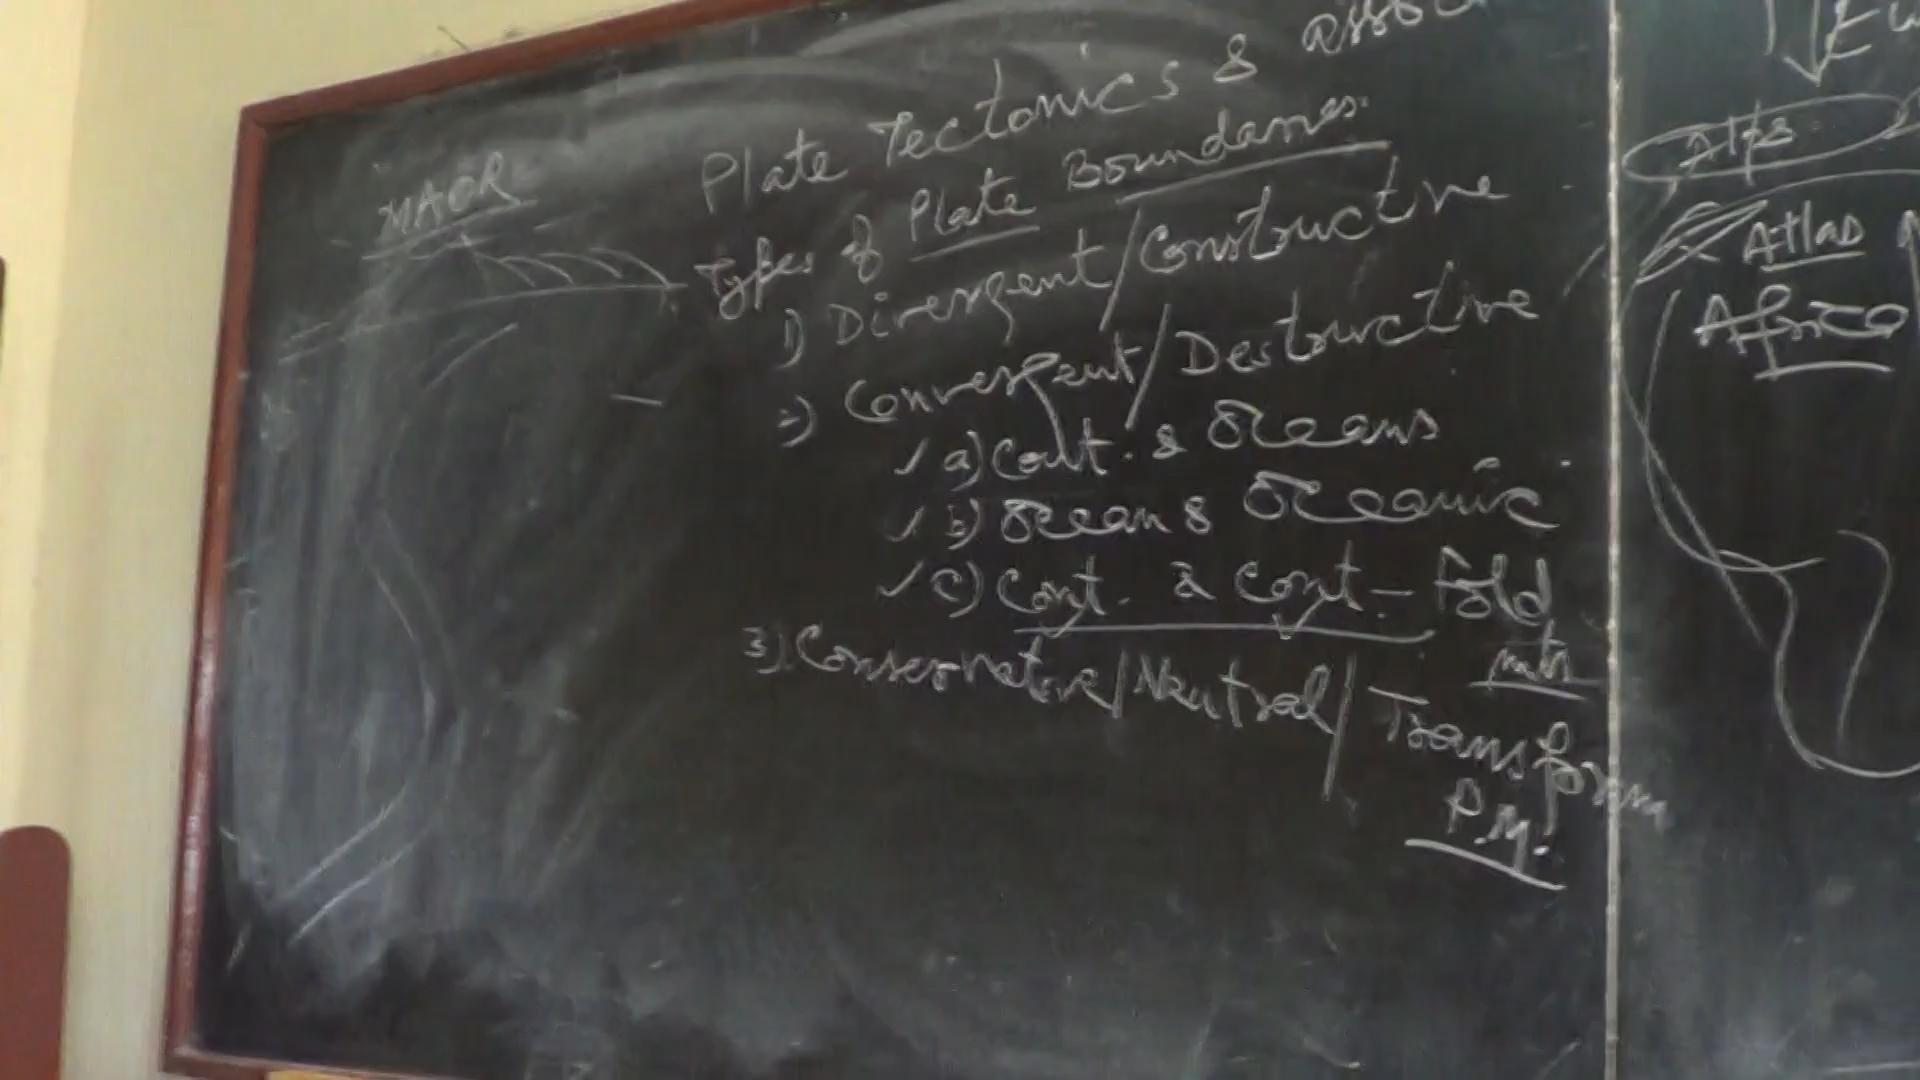 MAOR
Plate Tectonics &
Types of Plate Boundaries
1) Divergent/Constructive
2) Convergent/Destructive
✓ a) Cont. & Oceans
✓ b) Ocean & Oceanic
✓ c) Cont. & Cont - Fold
mtn
3) Conservative/Neutral/Transform
P.M.
Alps
Atlas
Africa